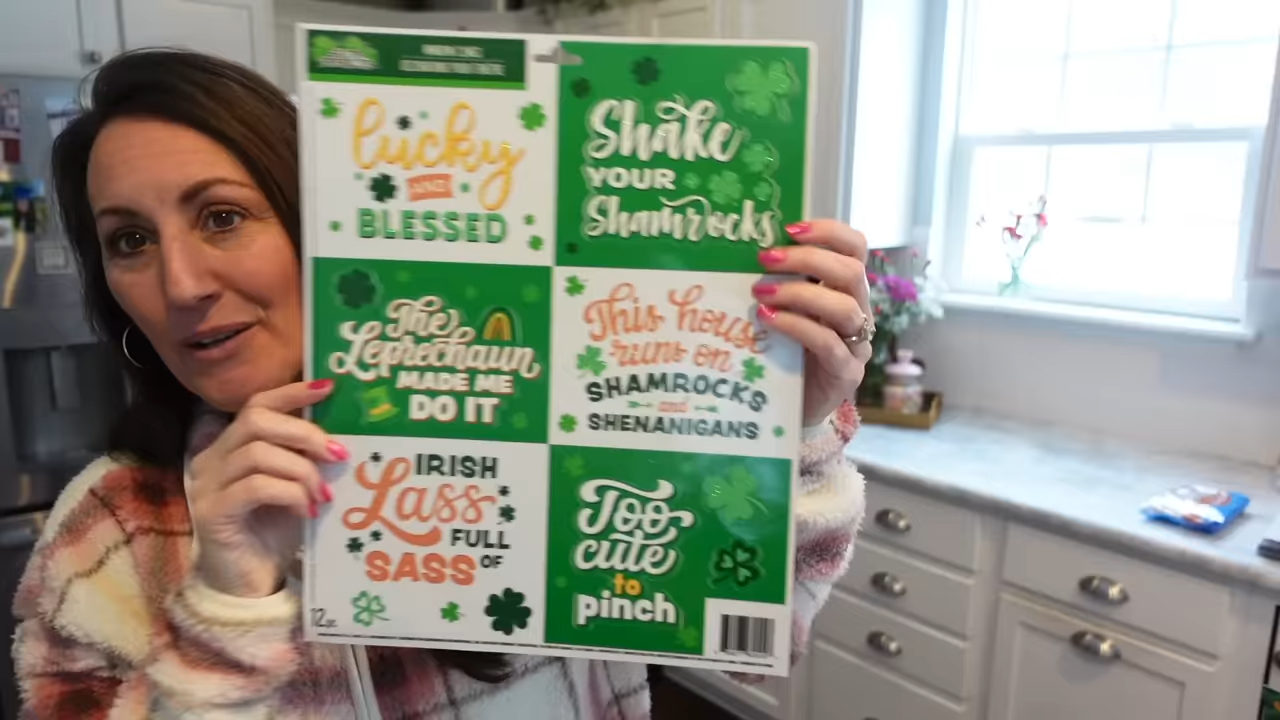 lucky
AND
BLESSED
Shake
YOUR
Shamrocks
The
Leprechaun
MADE ME
DO IT
This house
runs on
SHAMROCKS
and
SHENANIGANS
IRISH
Lass
FULL
OF
SASS
Too
cute
to
pinch
12